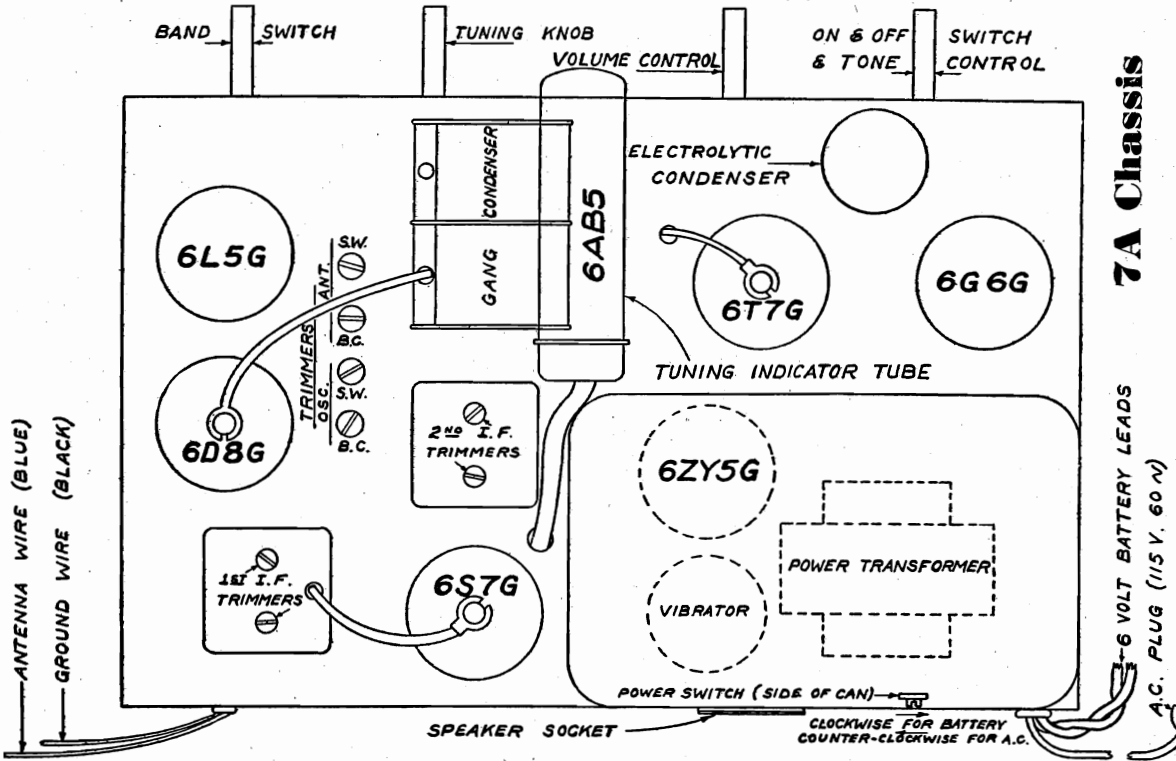 BAND SWITCH
TUNING KNOB
VOLUME CONTROL
ON & OFF SWITCH
& TONE CONTROL
7A Chassis
ELECTROLYTIC
CONDENSER
CONDENSER
GANG
6AB5
6L5G
S.W.
ANT.
B.C.
TRIMMERS
OSC.
S.W.
B.C.
6T7G
6G6G
TUNING INDICATOR TUBE
6D8G
2ND I.F.
TRIMMERS
6ZY5G
POWER TRANSFORMER
VIBRATOR
1ST I.F.
TRIMMERS
6S7G
ANTENNA WIRE (BLUE)
GROUND WIRE (BLACK)
6 VOLT BATTERY LEADS
A.C. PLUG (115 V. 60 N)
POWER SWITCH (SIDE OF CAN)
SPEAKER SOCKET
CLOCKWISE FOR BATTERY
COUNTER-CLOCKWISE FOR A.C.